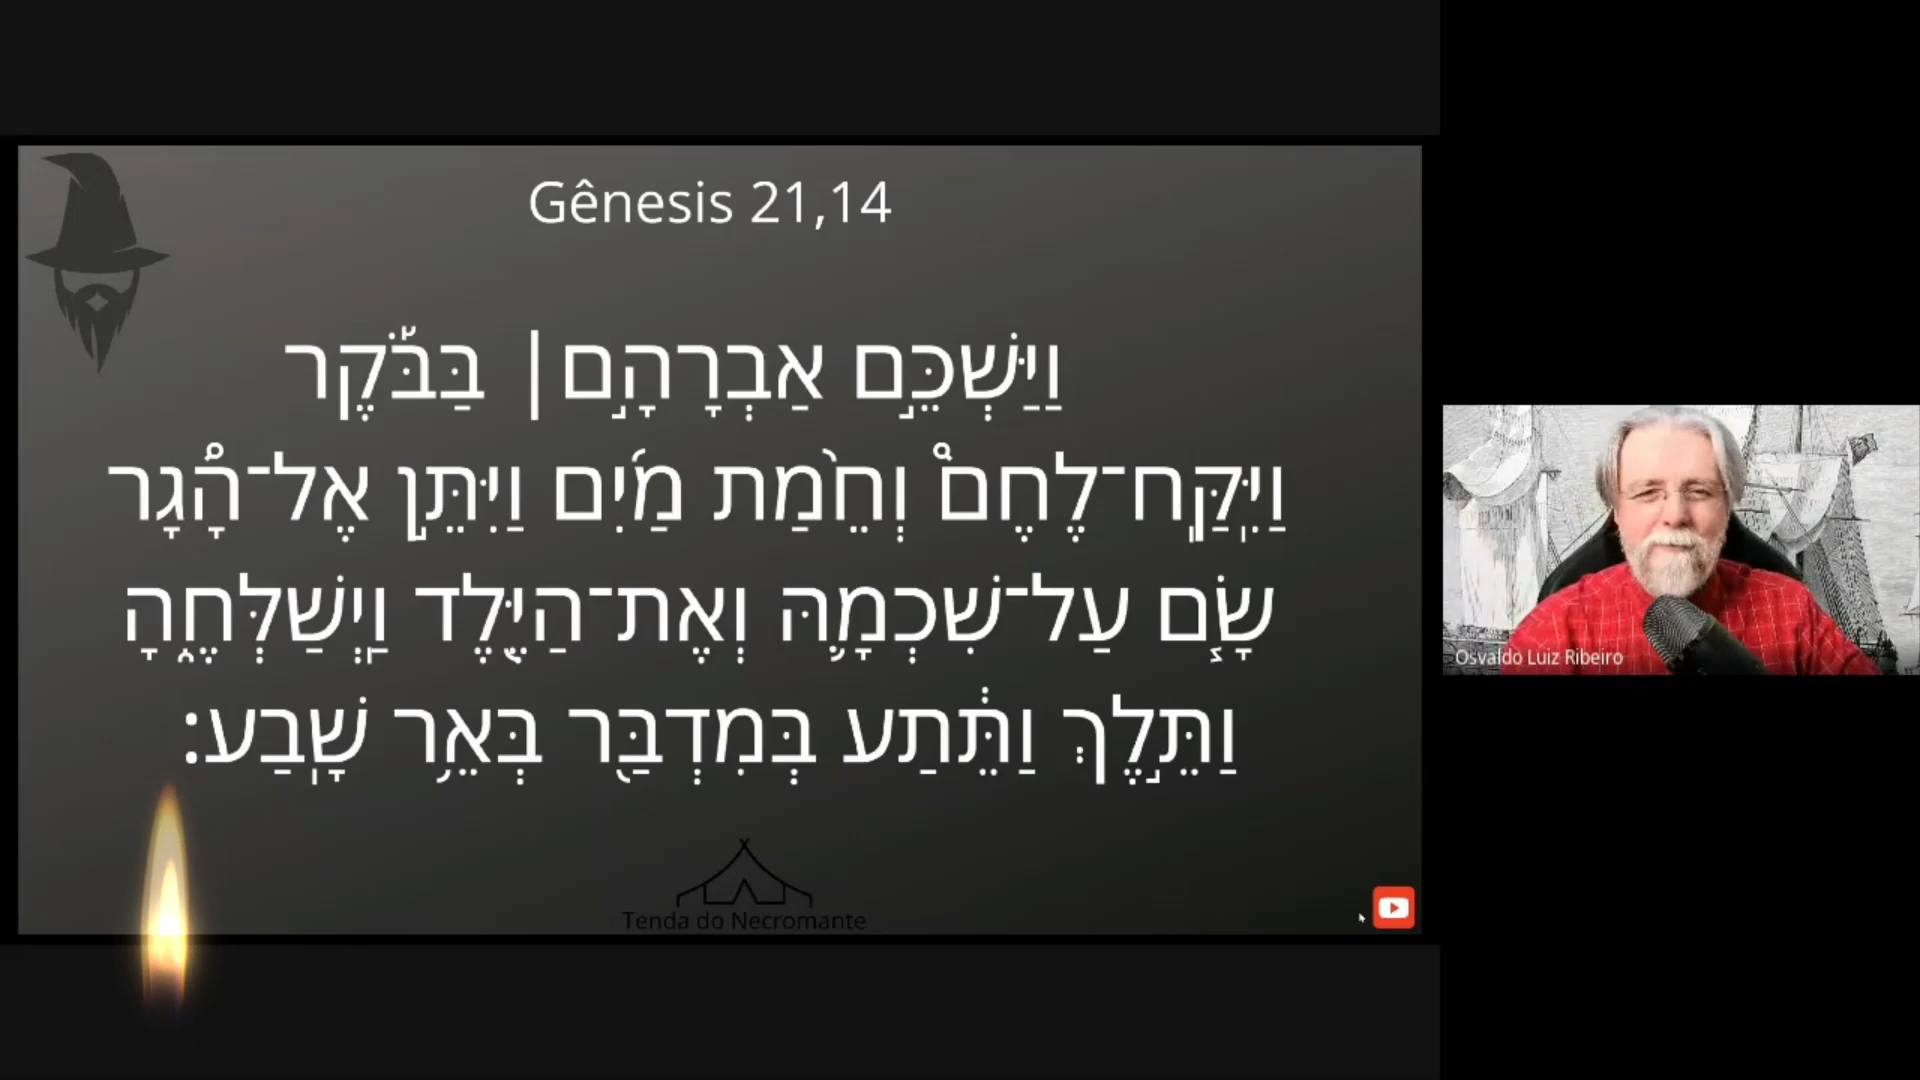 Gênesis 21,14
וַיַּשְׁכֵּ֣ם אַבְרָהָ֣ם | בַּבֹּ֡קֶר
וַיִּֽקַּֽח־לֶחֶם֩ וְחֵ֨מַת מַ֜יִם וַיִּתֵּ֣ן אֶל־הָ֠גָר
שָׂ֧ם עַל־שִׁכְמָ֛הּ וְאֶת־הַיֶּ֖לֶד וַֽיְשַׁלְּחֶ֑הָ
וַתֵּ֣לֶךְ וַתֵּ֔תַע בְּמִדְבַּ֖ר בְּאֵ֥ר שָֽׁבַע׃
Tenda do Necromante
Osvaldo Luiz Ribeiro